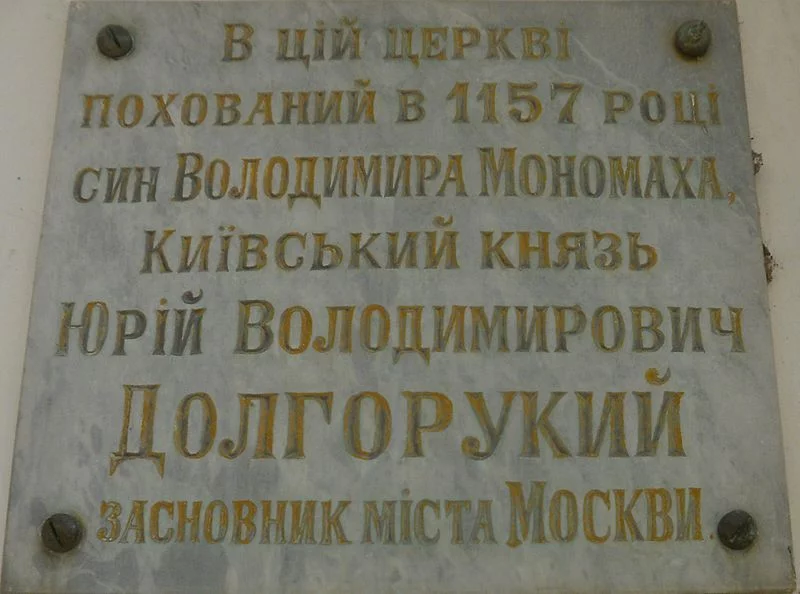 В цій церкві
похований в 1157 році
син Володимира Мономаха,
Київський князь
Юрій Володимирович
Долгорукий
засновник міста Москви.